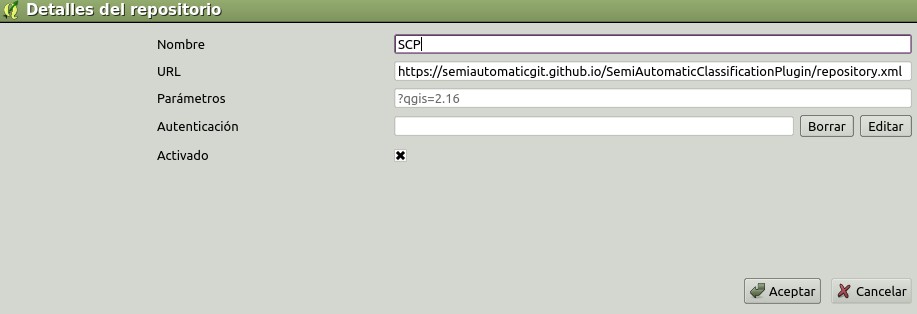 Detalles del repositorio
Nombre SCP
URL https://semiautomaticgit.github.io/SemiAutomaticClassificationPlugin/repository.xml
Parámetros ?qgis=2.16
Autenticación Borrar Editar
Activado
Aceptar Cancelar